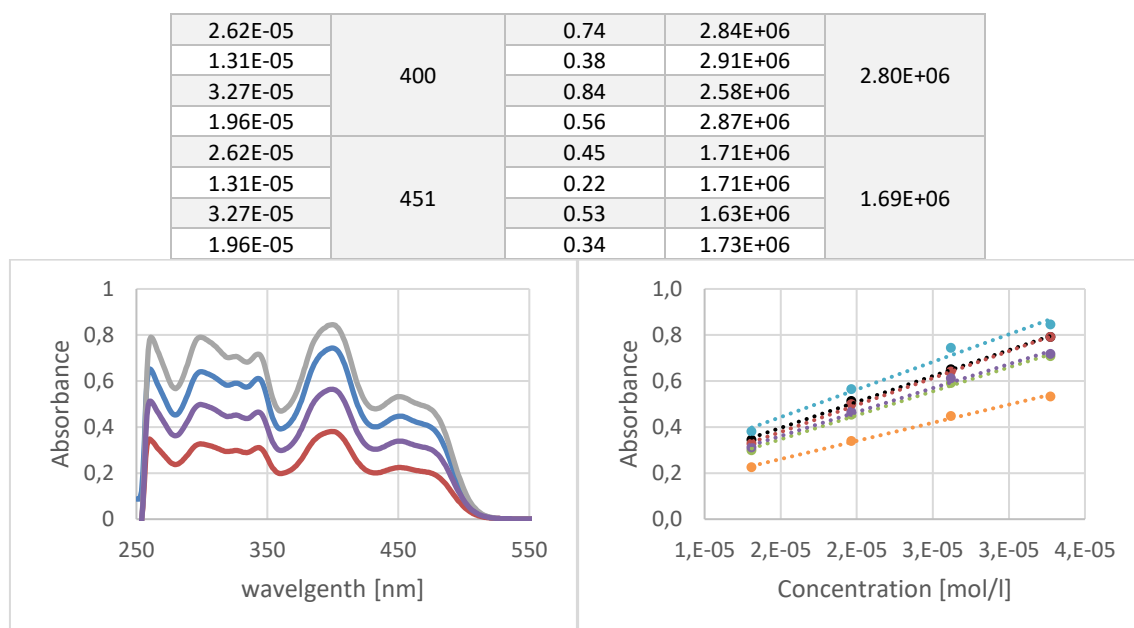 2.62E-05 400 0.74 2.84E+06 2.80E+06
1.31E-05 0.38 2.91E+06
3.27E-05 0.84 2.58E+06
1.96E-05 0.56 2.87E+06
2.62E-05 451 0.45 1.71E+06 1.69E+06
1.31E-05 0.22 1.71E+06
3.27E-05 0.53 1.63E+06
1.96E-05 0.34 1.73E+06
Absorbance
1
0,8
0,6
0,4
0,2
0
250 350 450 550
wavelgenth [nm]
Absorbance
1,0
0,8
0,6
0,4
0,2
0,0
1,E-05 2,E-05 2,E-05 3,E-05 3,E-05 4,E-05
Concentration [mol/l]